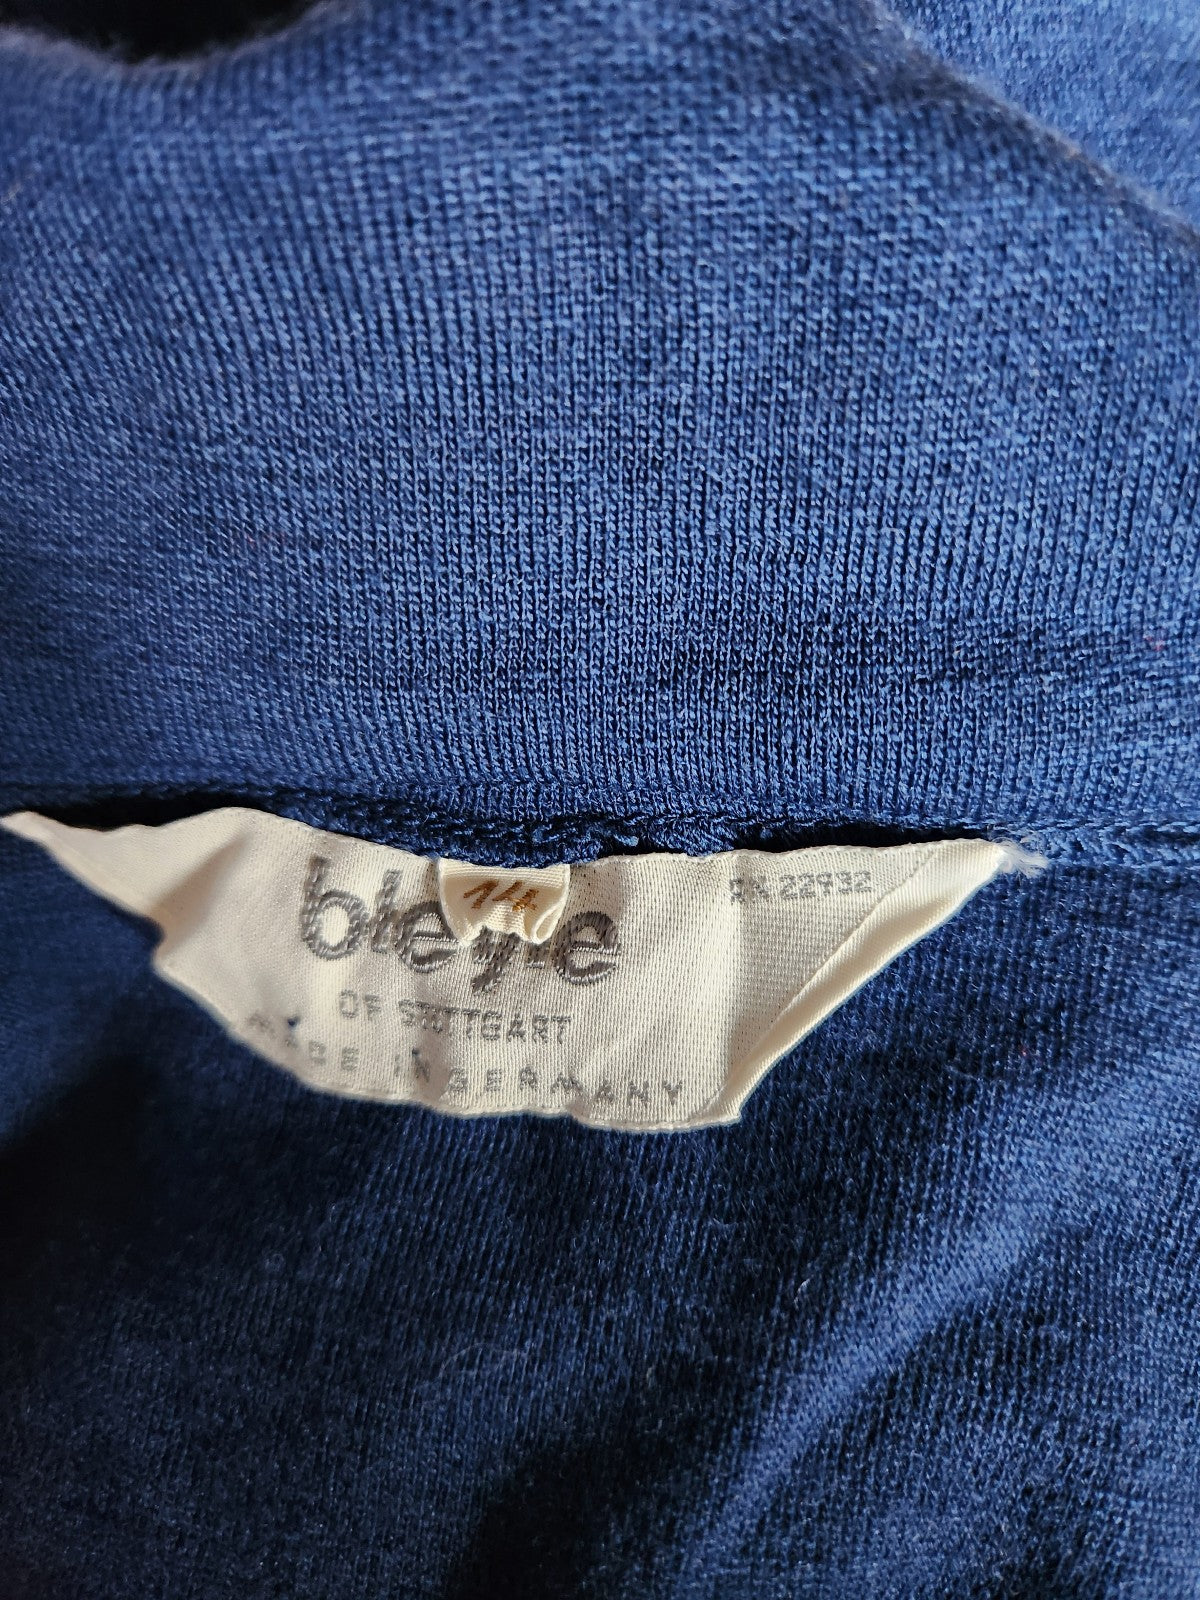 14
bleyle
RN 22932
OF STUTTGART
MADE IN GERMANY